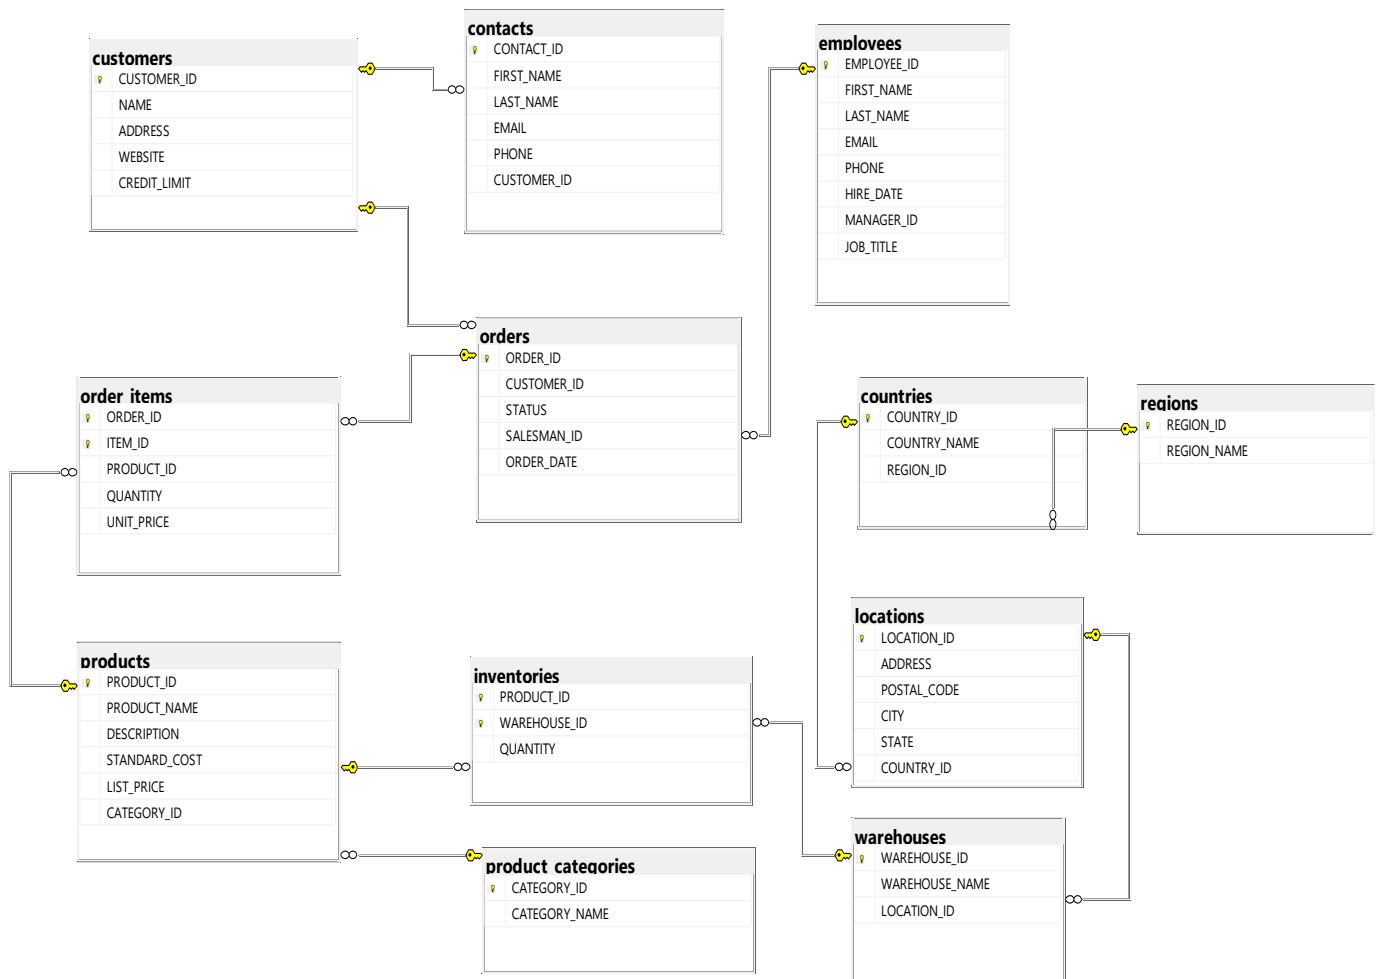 customers
CUSTOMER_ID
NAME
ADDRESS
WEBSITE
CREDIT_LIMIT
contacts
CONTACT_ID
FIRST_NAME
LAST_NAME
EMAIL
PHONE
CUSTOMER_ID
employees
EMPLOYEE_ID
FIRST_NAME
LAST_NAME
EMAIL
PHONE
HIRE_DATE
MANAGER_ID
JOB_TITLE
orders
ORDER_ID
CUSTOMER_ID
STATUS
SALESMAN_ID
ORDER_DATE
order_items
ORDER_ID
ITEM_ID
PRODUCT_ID
QUANTITY
UNIT_PRICE
countries
COUNTRY_ID
COUNTRY_NAME
REGION_ID
regions
REGION_ID
REGION_NAME
locations
LOCATION_ID
ADDRESS
POSTAL_CODE
CITY
STATE
COUNTRY_ID
products
PRODUCT_ID
PRODUCT_NAME
DESCRIPTION
STANDARD_COST
LIST_PRICE
CATEGORY_ID
inventories
PRODUCT_ID
WAREHOUSE_ID
QUANTITY
product_categories
CATEGORY_ID
CATEGORY_NAME
warehouses
WAREHOUSE_ID
WAREHOUSE_NAME
LOCATION_ID